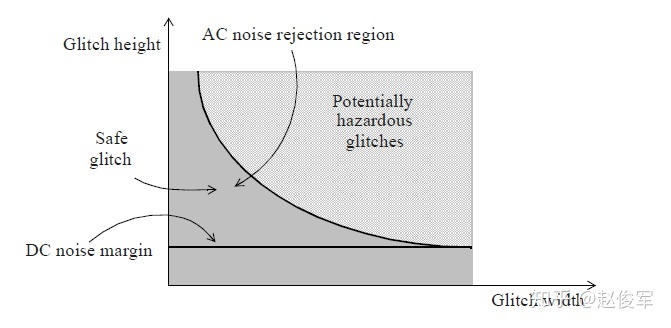 Glitch height
AC noise rejection region
Potentially
hazardous
glitches
Safe
glitch
DC noise margin
Glitch width
知乎 @赵俊军